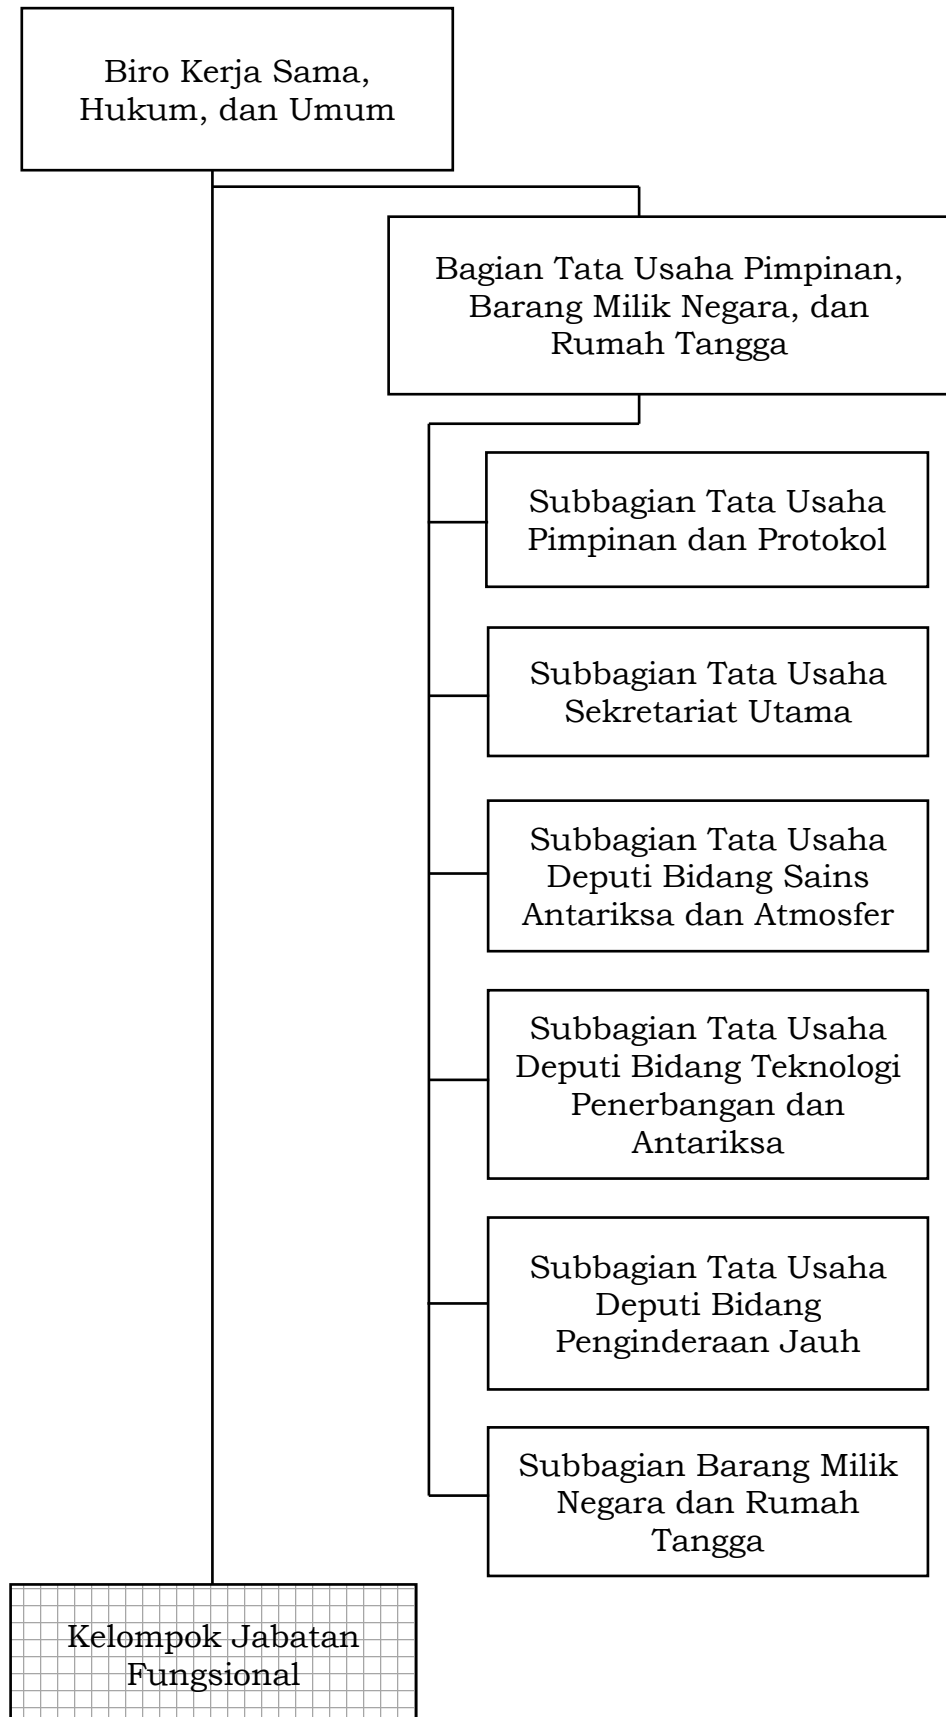 Biro Kerja Sama,
Hukum, dan Umum
Bagian Tata Usaha Pimpinan,
Barang Milik Negara, dan
Rumah Tangga
Subbagian Tata Usaha
Pimpinan dan Protokol
Subbagian Tata Usaha
Sekretariat Utama
Subbagian Tata Usaha
Deputi Bidang Sains
Antariksa dan Atmosfer
Subbagian Tata Usaha
Deputi Bidang Teknologi
Penerbangan dan
Antariksa
Subbagian Tata Usaha
Deputi Bidang
Penginderaan Jauh
Subbagian Barang Milik
Negara dan Rumah
Tangga
Kelompok Jabatan
Fungsional